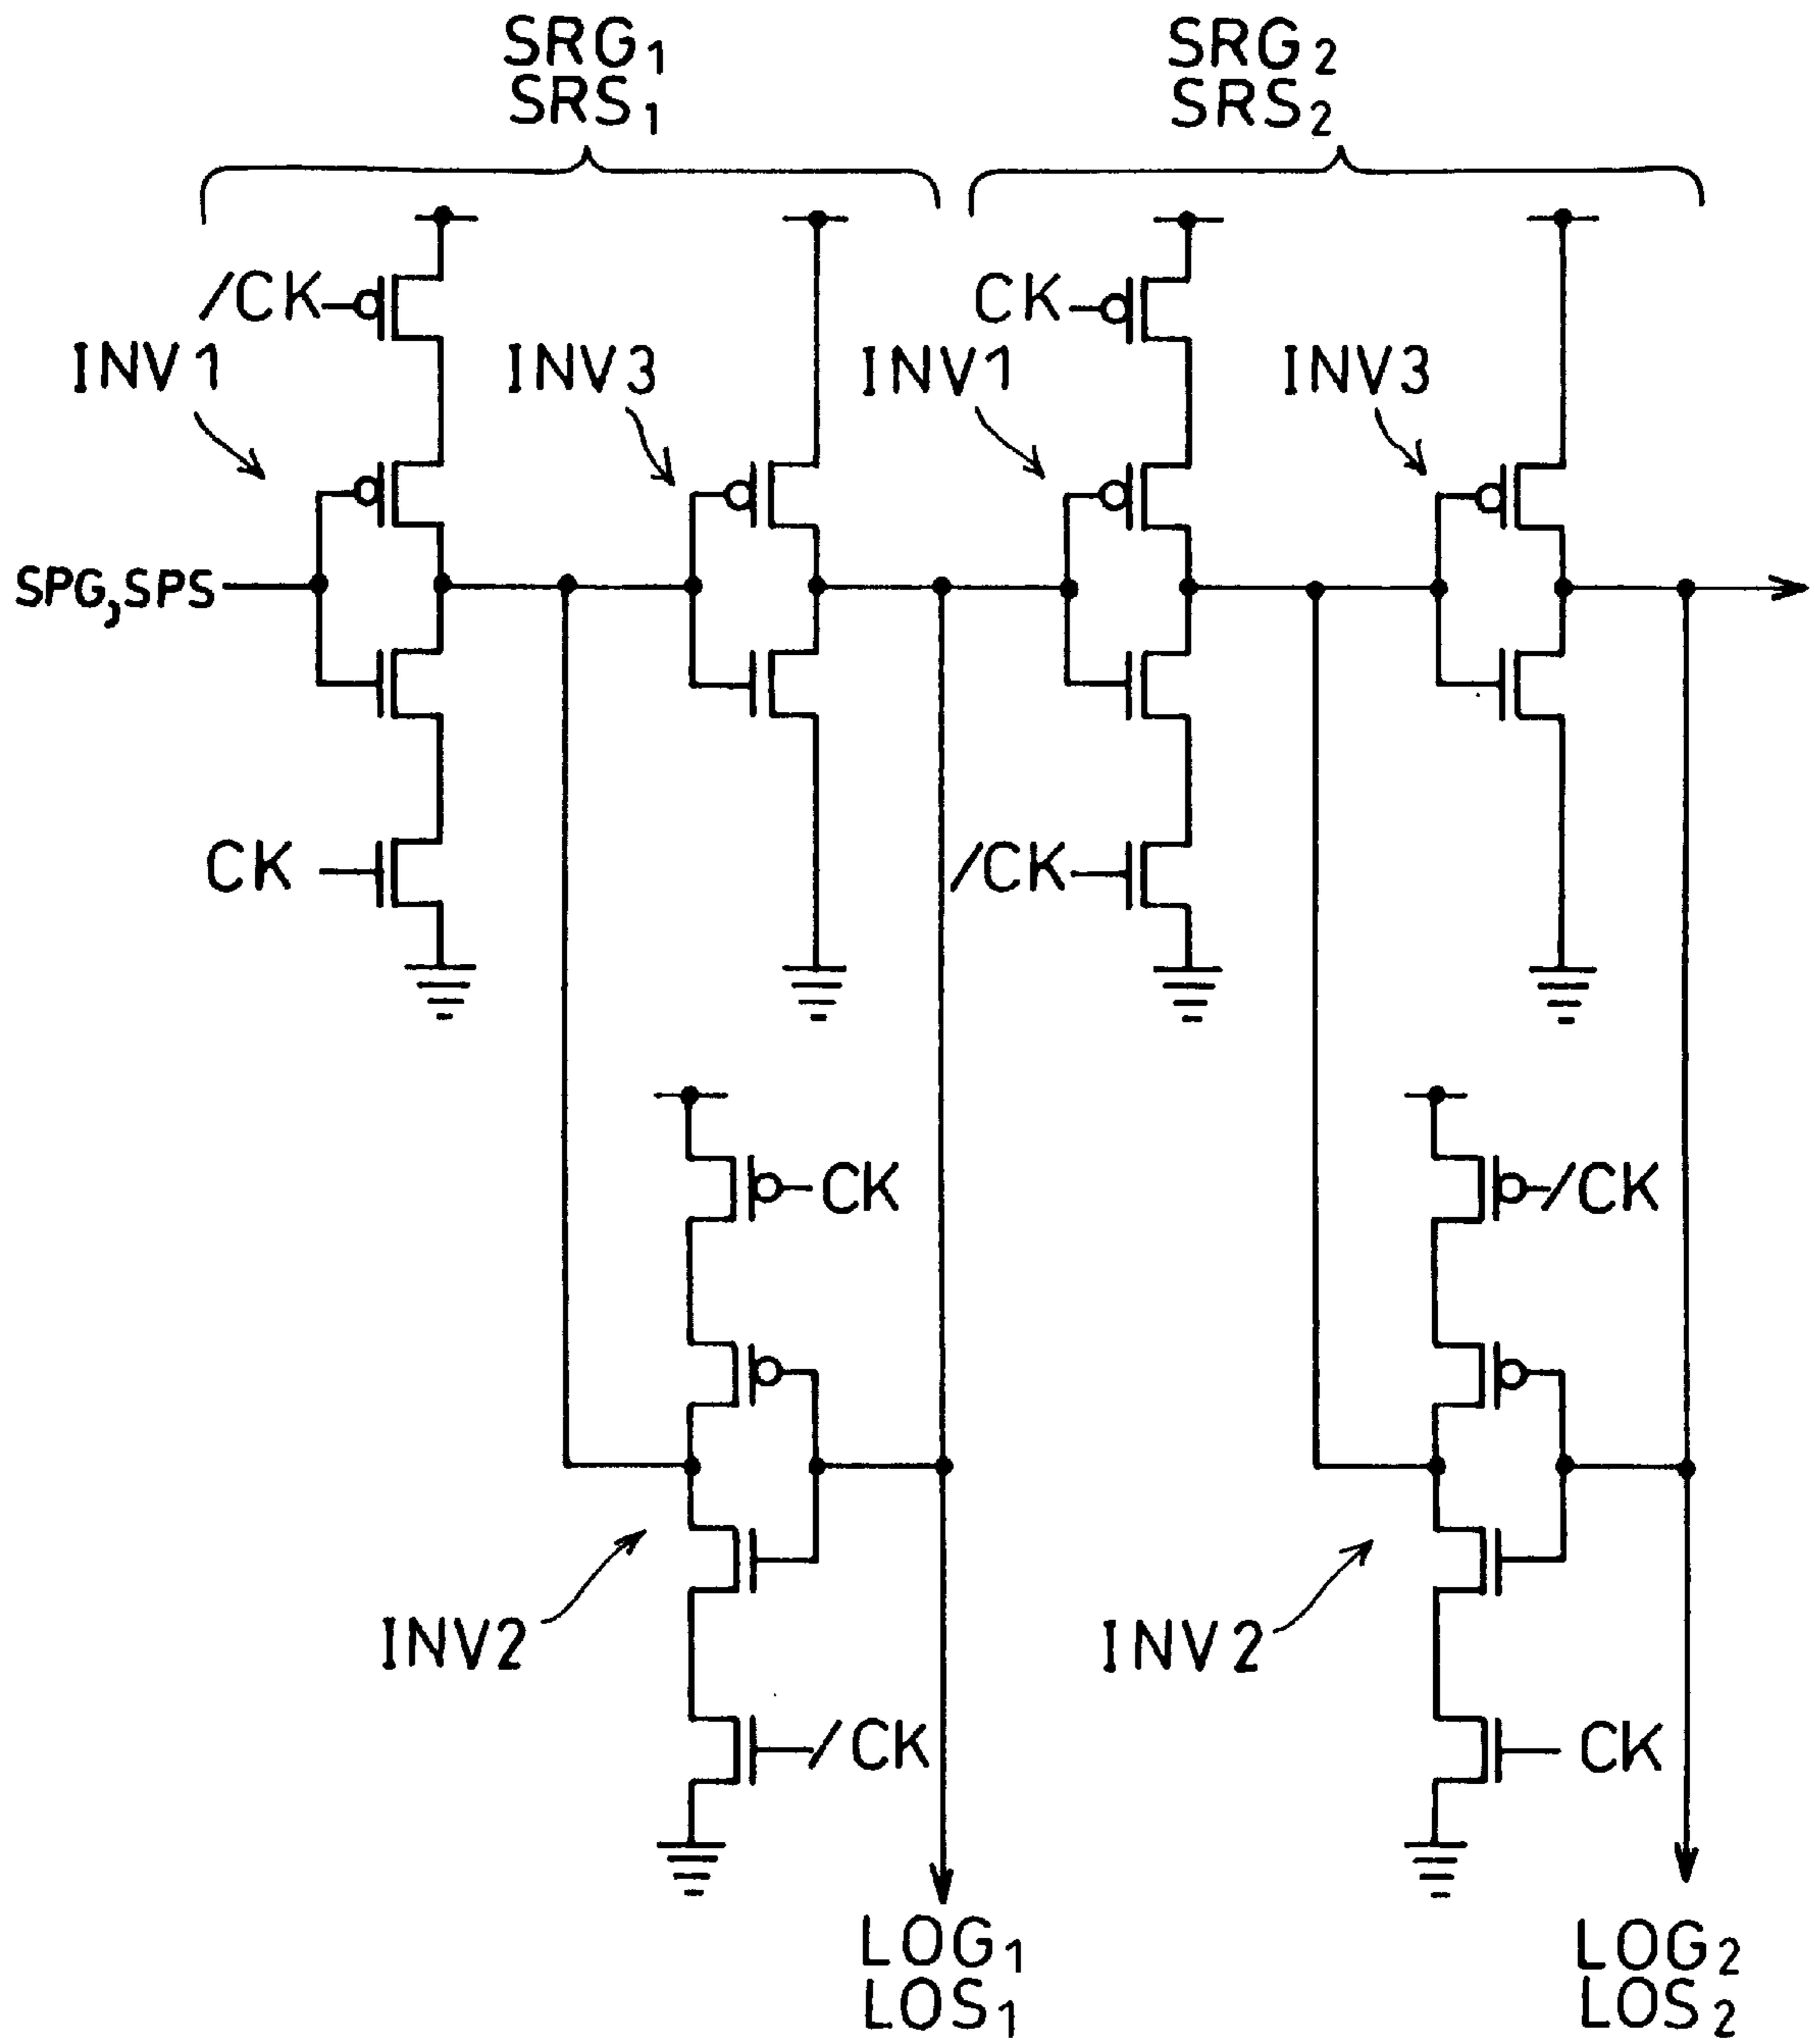 SRG1
SRS1
SRG2
SRS2
/CK
CK
INV1
INV3
INV1
INV3
SPG,SPS
CK
/CK
CK
/CK
INV2
INV2
/CK
CK
LOG1
LOS1
LOG2
LOS2